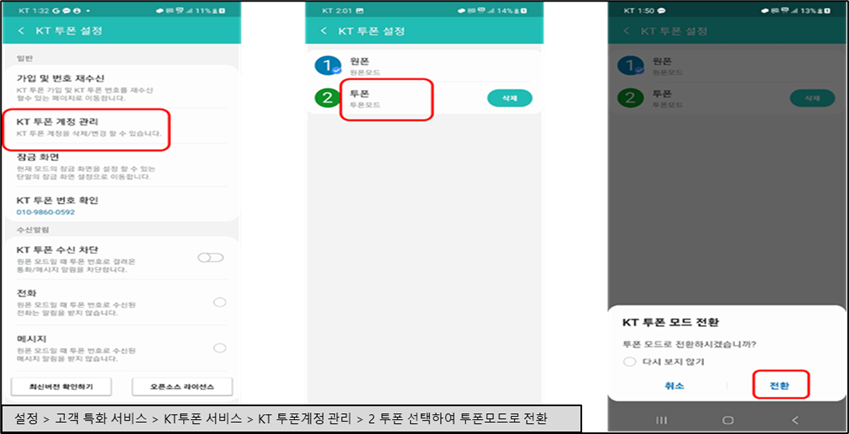 KT 1:32
11%
KT 투폰 설정
일반
가입 및 번호 재수신
KT 투폰 가입 및 KT 투폰 번호를 재수신
할수 있는 페이지로 이동합니다.
KT 투폰 계정 관리
KT 투폰 계정을 삭제/변경 할 수 있습니다.
잠금 화면
현재 모드의 잠금 화면을 설정 할 수 있는
단말의 잠금 화면 설정으로 이동합니다.
KT 투폰 번호 확인
010-9860-0592
수신알림
KT 투폰 수신 차단
원폰 모드일 때 투폰 번호로 걸려온
통화/메시지 알림을 차단합니다.
전화
원폰 모드일 때 투폰 번호로 수신된
전화는 알림을 받지 않습니다.
메시지
원폰 모드일 때 투폰 번호로 수신된
메시지 알림을 받지 않습니다.
최신버전 확인하기
오픈소스 라이선스
KT 2:01
14%
KT 투폰 설정
1 원폰
원폰모드
2 투폰
투폰모드
삭제
KT 1:50
13%
KT 투폰 설정
1 원폰
원폰모드
2 투폰
투폰모드
삭제
KT 투폰 모드 전환
투폰 모드로 전환하시겠습니까?
다시 보지 않기
취소
전환
설정 > 고객 특화 서비스 > KT투폰 서비스 > KT 투폰계정 관리 > 2 투폰 선택하여 투폰모드로 전환